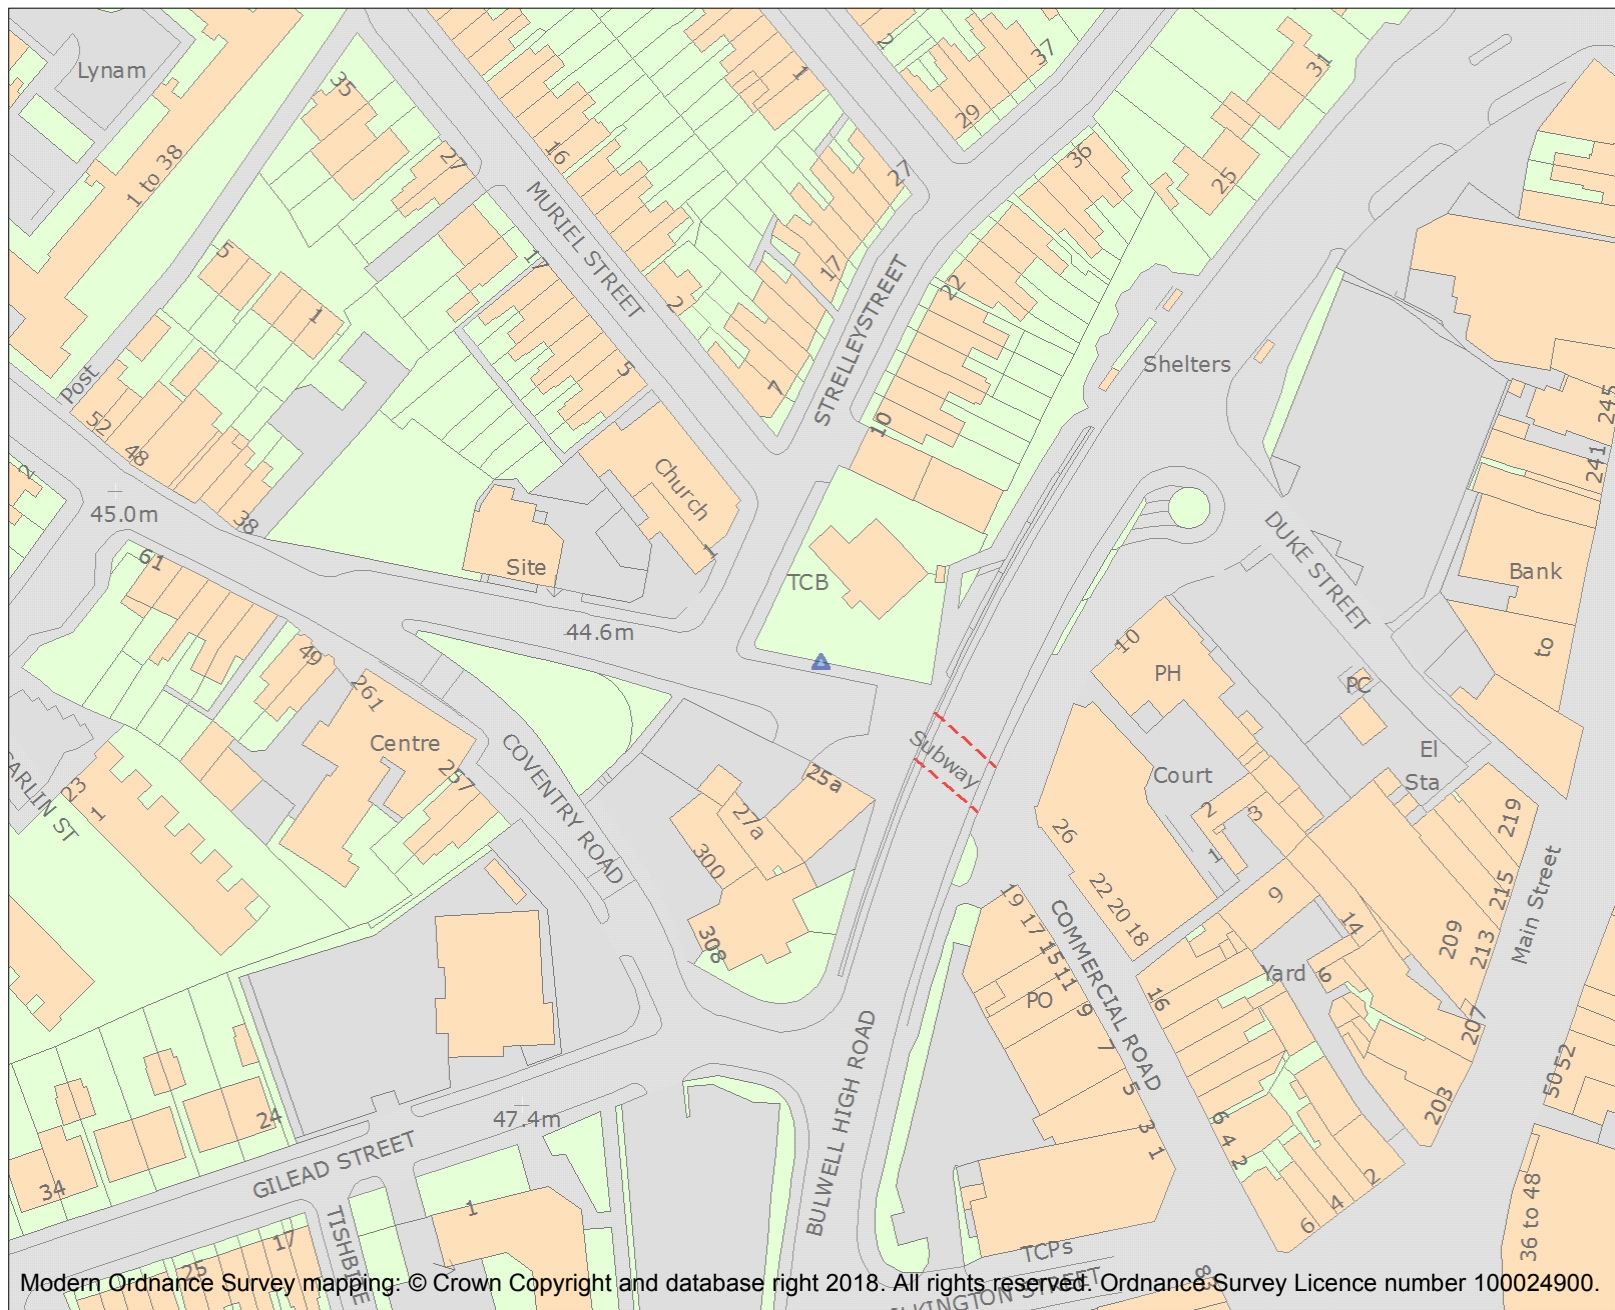 Lynam
1 to 38
35
27
16
MURIEL STREET
1
2
37
29
27
36
31
25
5
1
17
17
2
22
STRELLEYSTREET
Shelters
Post
52
48
38
5
7
10
245
241
2
45.0m
Church
1
Site
TCB
DUKE STREET
Bank
to
61
44.6m
49
261
Centre
257
COVENTRY ROAD
Subway
10
PH
PC
El
Sta
Court
25a
27a
300
308
23
1
CARLIN ST
26
22 20 18
2
3
1
9
14
219
215
213
209
207
203
Main Street
19 17 15 11
9
7
5
3
1
PO
COMMERCIAL ROAD
16
Yard
6
6 4 2
50 52
2
4
6
BULWELL HIGH ROAD
47.4m
24
34
GILEAD STREET
17
25
1
36 to 48
TCPs
83
Modern Ordnance Survey mapping: © Crown Copyright and database right 2018. All rights reserved. Ordnance Survey Licence number 100024900.